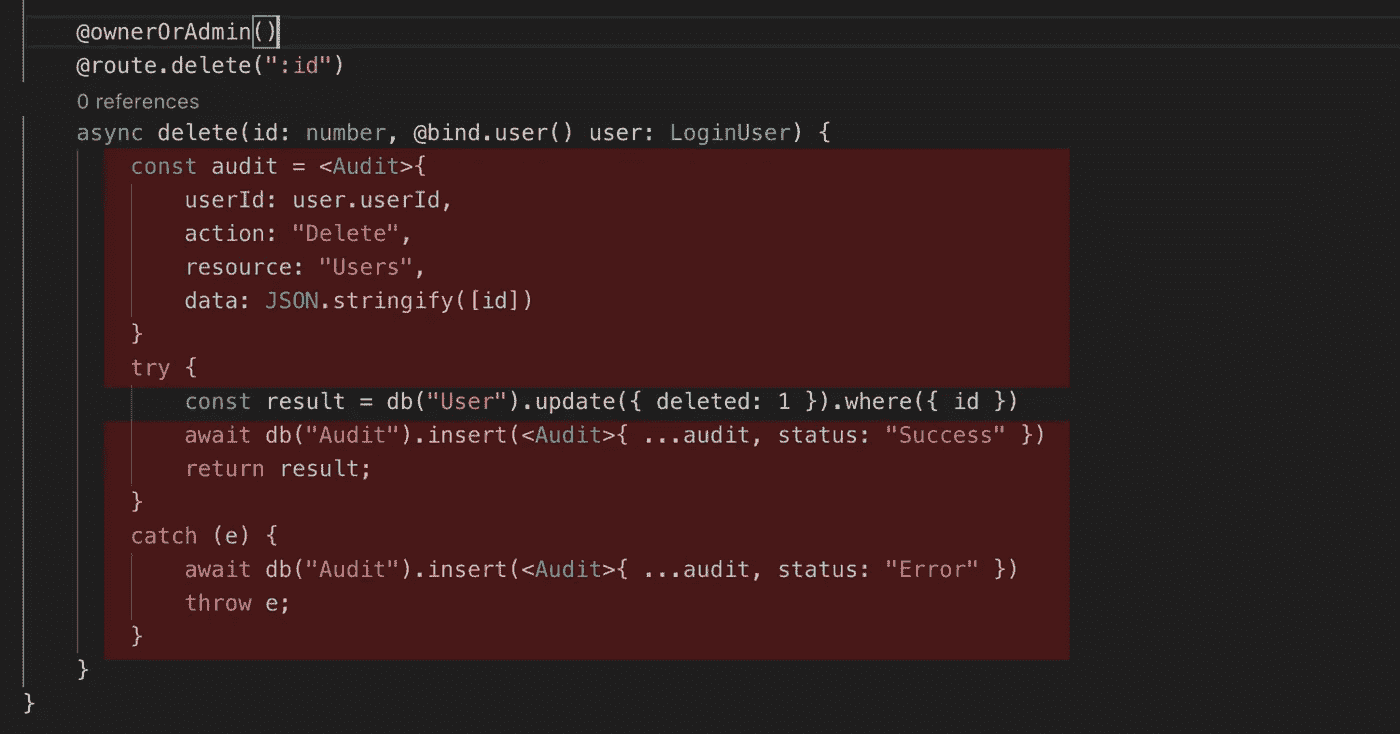 @ownerOrAdmin()
@route.delete(":id")
0 references
async delete(id: number, @bind.user() user: LoginUser) {
const audit = <Audit>{
userId: user.userId,
action: "Delete",
resource: "Users",
data: JSON.stringify([id])
}
try {
const result = db("User").update({ deleted: 1 }).where({ id })
await db("Audit").insert(<Audit>{ ...audit, status: "Success" })
return result;
}
catch (e) {
await db("Audit").insert(<Audit>{ ...audit, status: "Error" })
throw e;
}
}
}